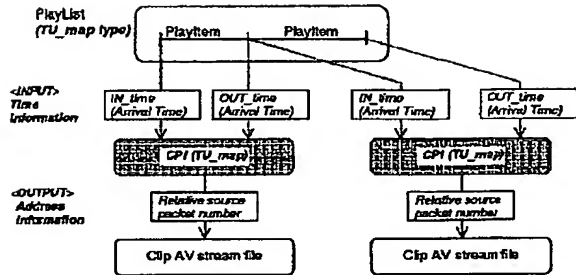 PlayList
(TU_map type)
PlayItem PlayItem
<INPUT>
Time
Information
IN_time
(Arrival Time)
OUT_time
(Arrival Time)
IN_time
(Arrival Time)
OUT_time
(Arrival Time)
CPI (TU_map)
CPI (TU_map)
<OUTPUT>
Address
Information
Relative source
packet number
Relative source
packet number
Clip AV stream file
Clip AV stream file